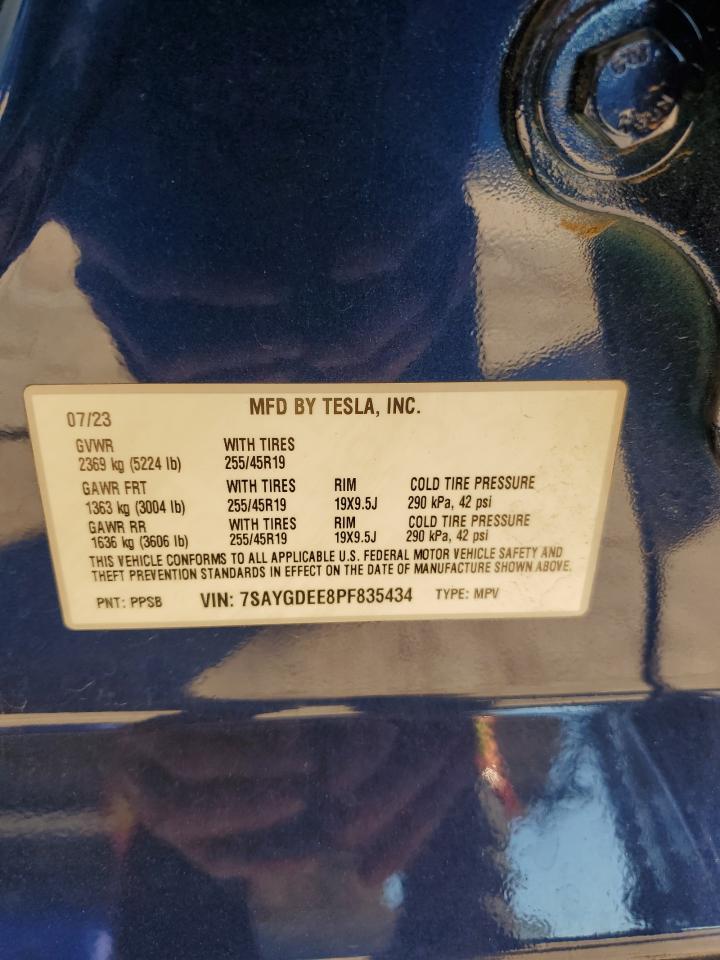 07/23 MFD BY TESLA, INC.
GVWR WITH TIRES
2369 kg (5224 lb) 255/45R19
GAWR FRT WITH TIRES RIM COLD TIRE PRESSURE
1363 kg (3004 lb) 255/45R19 19X9.5J 290 kPa, 42 psi
GAWR RR WITH TIRES RIM COLD TIRE PRESSURE
1636 kg (3606 lb) 255/45R19 19X9.5J 290 kPa, 42 psi
THIS VEHICLE CONFORMS TO ALL APPLICABLE U.S. FEDERAL MOTOR VEHICLE SAFETY AND
THEFT PREVENTION STANDARDS IN EFFECT ON THE DATE OF MANUFACTURE SHOWN ABOVE.
PNT: PPSB VIN: 7SAYGDEE8PF835434 TYPE: MPV